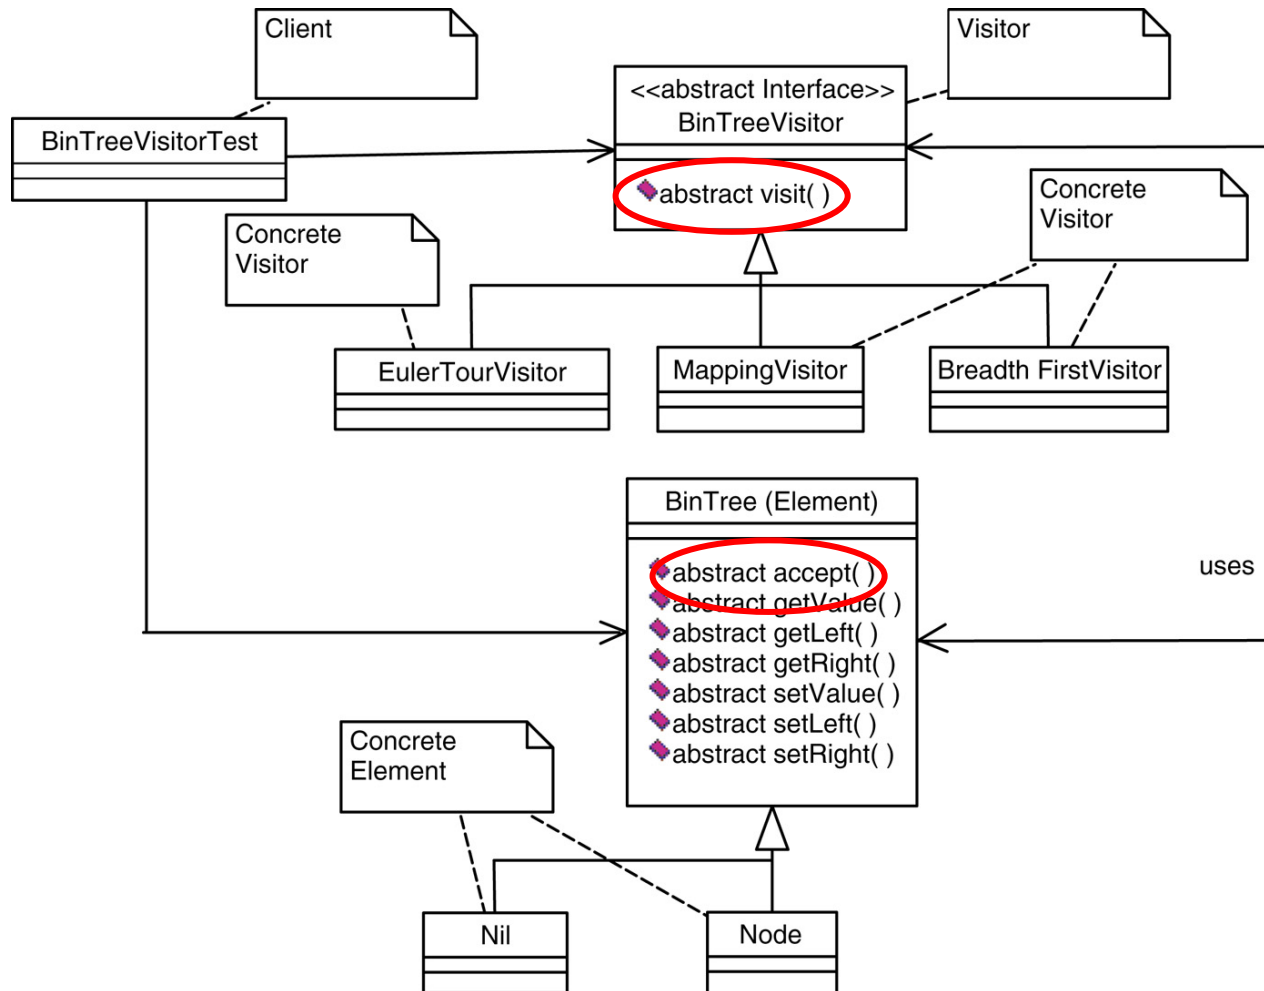 Client
Visitor
<<abstract Interface>>
BinTreeVisitor
BinTreeVisitorTest
abstract visit( )
Concrete
Visitor
Concrete
Visitor
EulerTourVisitor
MappingVisitor
Breadth FirstVisitor
BinTree (Element)
abstract accept( )
abstract getValue( )
abstract getLeft( )
abstract getRight( )
abstract setValue( )
abstract setLeft( )
abstract setRight( )
uses
Concrete
Element
Nil
Node